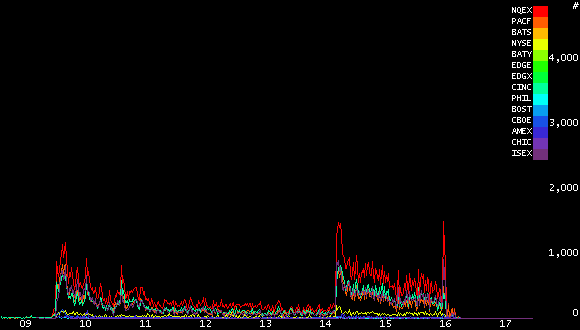 NQEX #
PACF
BATS
NYSE
BATY 4,000
EDGE
EDGX
CINC
PHIL
BOST
CBOE 3,000
AMEX
CHIC
ISEX
2,000
1,000
0
09 10 11 12 13 14 15 16 17